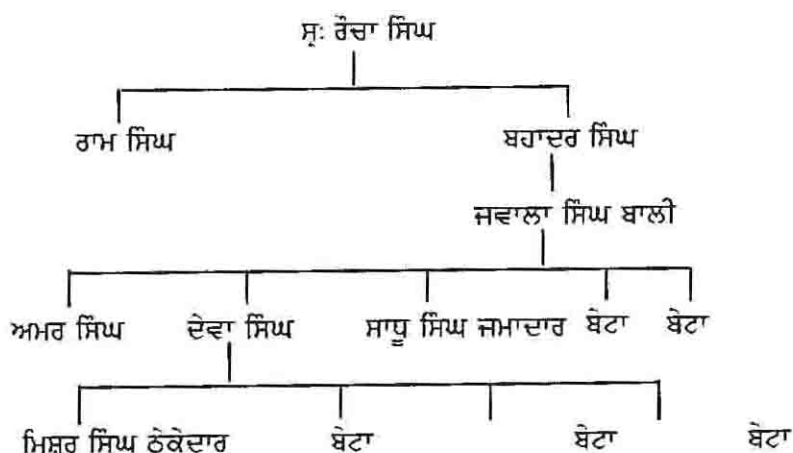 ਸ੍ਰ: ਰੌਚਾ ਸਿੰਘ
ਰਾਮ ਸਿੰਘ ਬਹਾਦਰ ਸਿੰਘ
ਜਵਾਲਾ ਸਿੰਘ ਬਾਲੀ
ਅਮਰ ਸਿੰਘ ਦੇਵਾ ਸਿੰਘ ਸਾਧੂ ਸਿੰਘ ਜਮਾਦਾਰ ਬੇਟਾ ਬੇਟਾ
ਮਿਸ਼ਰ ਸਿੰਘ ਠੇਕੇਦਾਰ ਬੇਟਾ ਬੇਟਾ ਬੇਟਾ